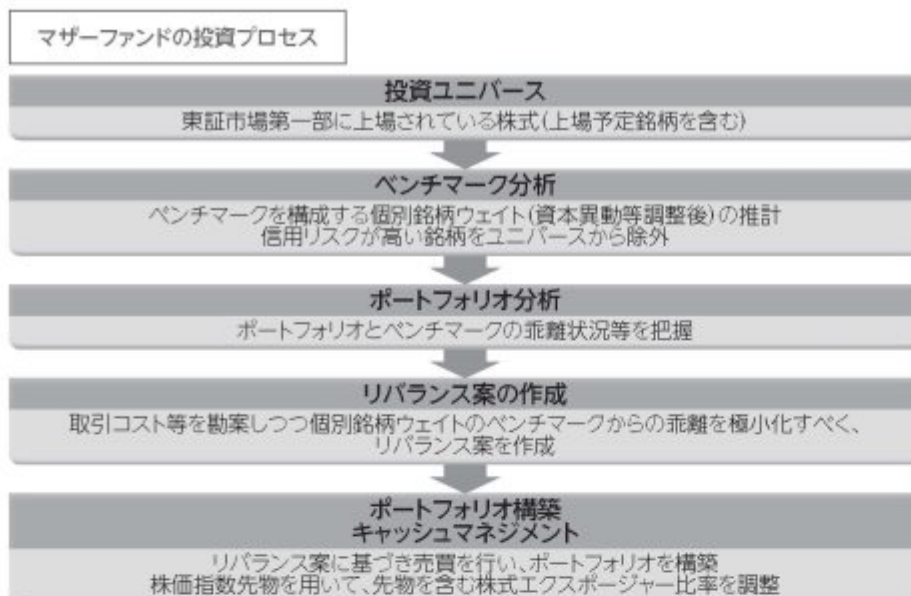 マザーファンドの投資プロセス
投資ユニバース
東証市場第一部に上場されている株式(上場予定銘柄を含む)
ベンチマーク分析
ベンチマークを構成する個別銘柄ウェイト(資本異動等調整後)の推計
信用リスクが高い銘柄をユニバースから除外
ポートフォリオ分析
ポートフォリオとベンチマークの乖離状況等を把握
リバランス案の作成
取引コスト等を勘案しつつ個別銘柄ウェイトのベンチマークからの乖離を極小化すべく、
リバランス案を作成
ポートフォリオ構築
キャッシュマネジメント
リバランス案に基づき売買を行い、ポートフォリオを構築
株価指数先物を用いて、先物を含む株式エクスポージャー比率を調整